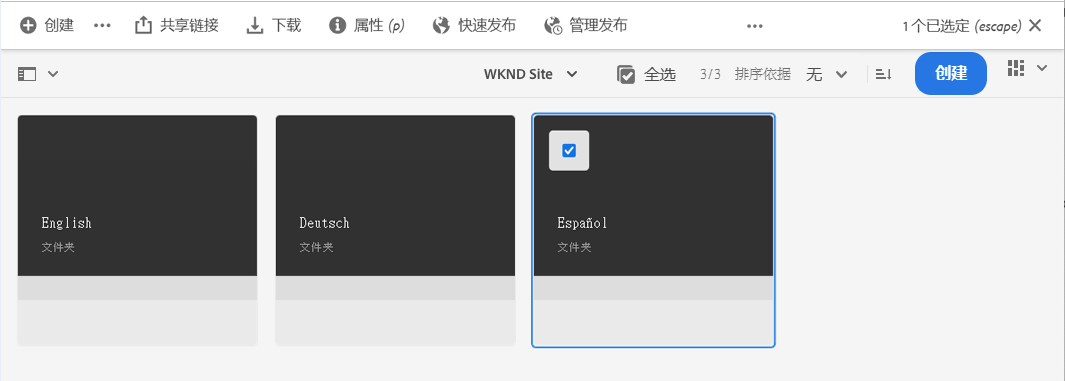 创建 ••• 共享链接 下载 属性 (p) 快速发布 管理发布 ••• 1 个已选定 (escape)
WKND Site 全选 3/3 排序依据 无 创建
English
文件夹
Deutsch
文件夹
Español
文件夹